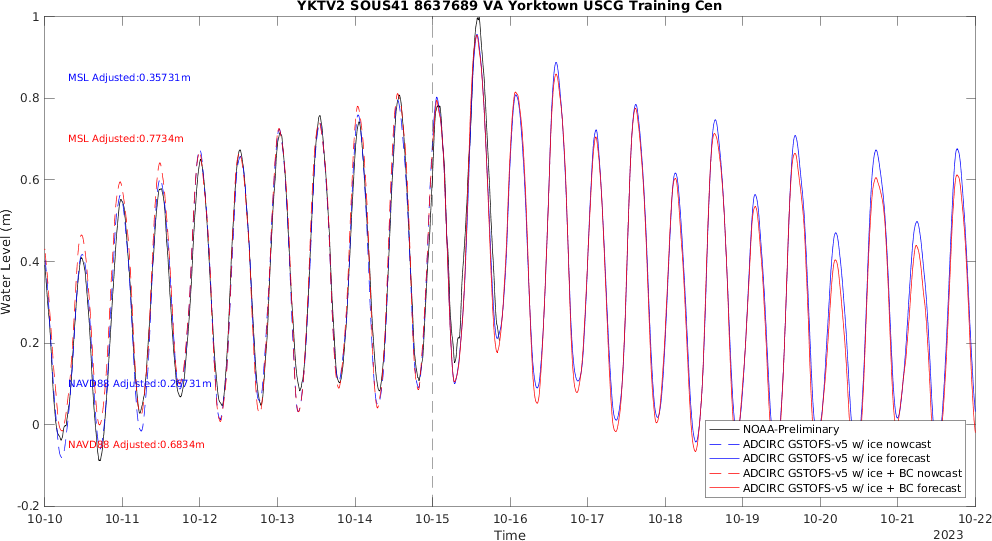 YKTV2 SOUS41 8637689 VA Yorktown USCG Training Cen
Water Level (m)
1
0.8
0.6
0.4
0.2
0
-0.2
MSL Adjusted:0.35731m
MSL Adjusted:0.7734m
NAVD88 Adjusted:0.26731m
NAVD88 Adjusted:0.6834m
NOAA-Preliminary
ADCIRC GSTOFS-v5 w/ ice nowcast
ADCIRC GSTOFS-v5 w/ ice forecast
ADCIRC GSTOFS-v5 w/ ice + BC nowcast
ADCIRC GSTOFS-v5 w/ ice + BC forecast
10-10 10-11 10-12 10-13 10-14 10-15 10-16 10-17 10-18 10-19 10-20 10-21 10-22
Time
2023